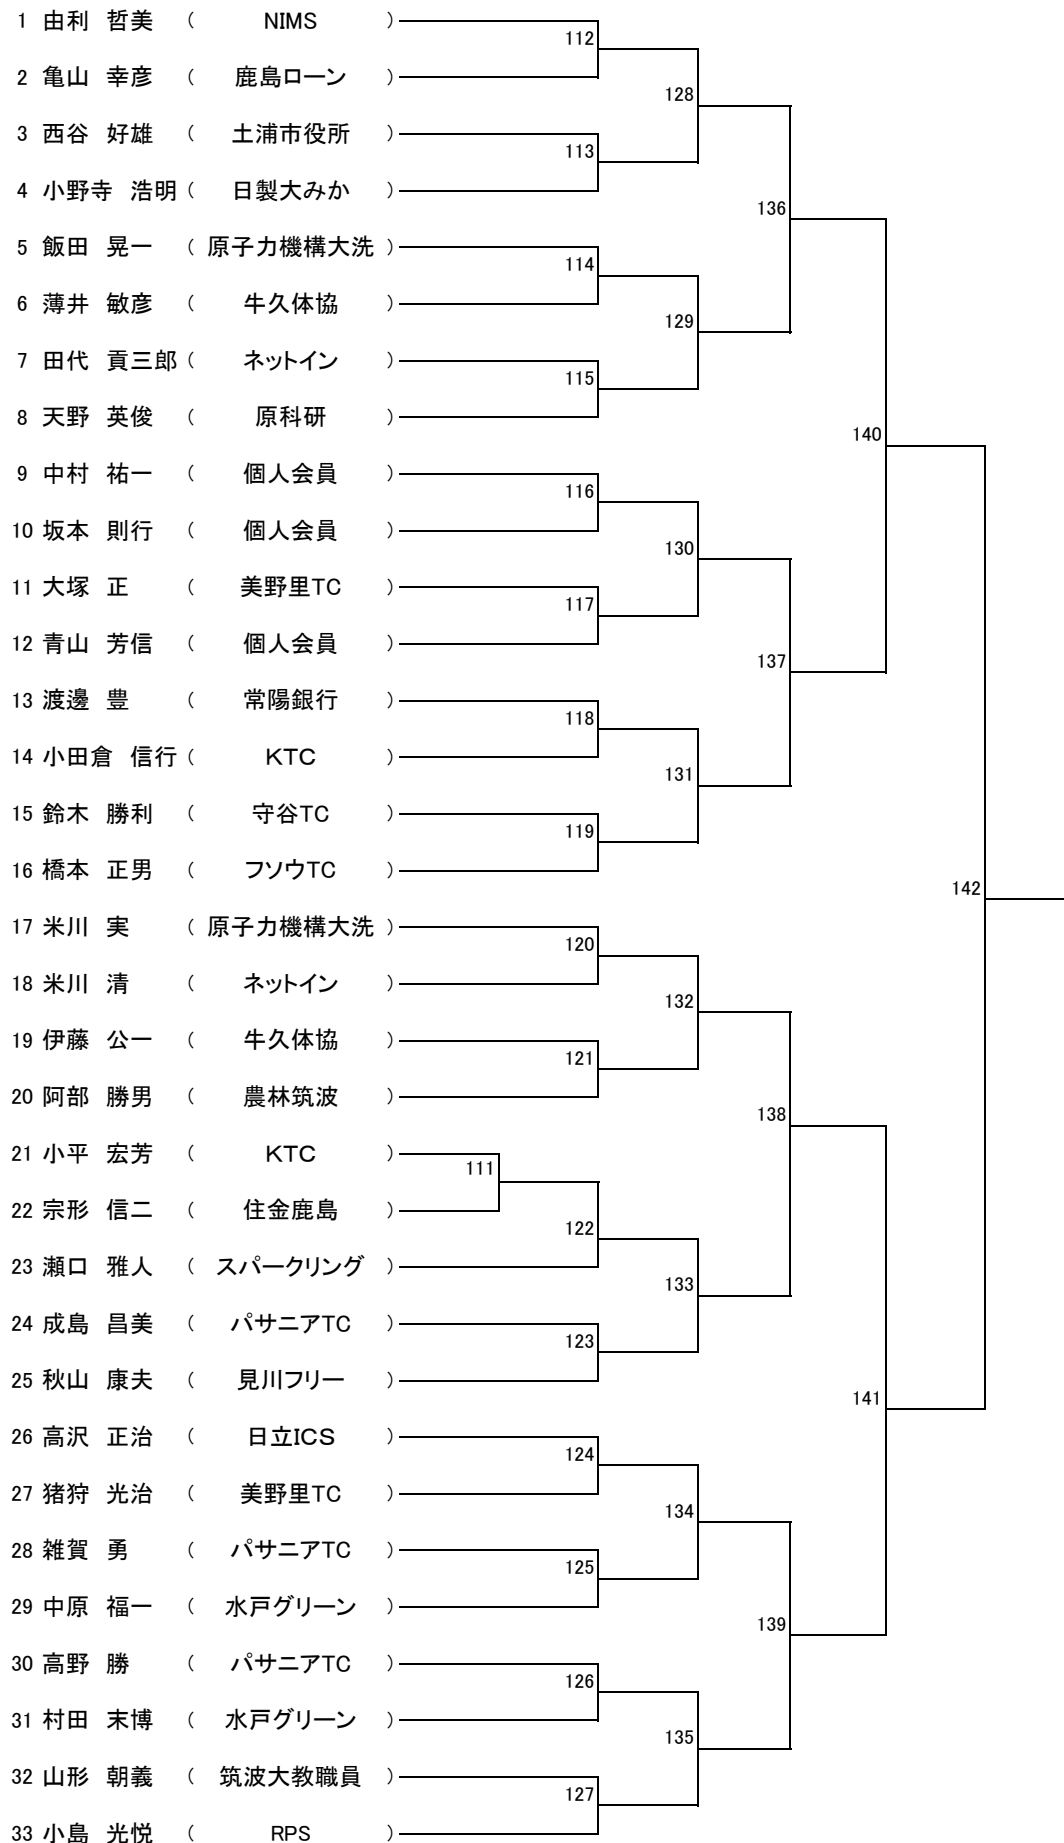 1 由利 哲美 ( NIMS )
112
2 亀山 幸彦 ( 鹿島ローン )
128
3 西谷 好雄 ( 土浦市役所 )
113
4 小野寺 浩明 ( 日製大みか )
136
5 飯田 晃一 ( 原子力機構大洗 )
114
6 薄井 敏彦 ( 牛久体協 )
129
7 田代 貢三郎 ( ネットイン )
115
8 天野 英俊 ( 原科研 )
140
9 中村 祐一 ( 個人会員 )
116
10 坂本 則行 ( 個人会員 )
130
11 大塚 正 ( 美野里TC )
117
12 青山 芳信 ( 個人会員 )
137
13 渡邊 豊 ( 常陽銀行 )
118
14 小田倉 信行 ( KTC )
131
15 鈴木 勝利 ( 守谷TC )
119
16 橋本 正男 ( フソウTC )
142
17 米川 実 ( 原子力機構大洗 )
120
18 米川 清 ( ネットイン )
132
19 伊藤 公一 ( 牛久体協 )
121
20 阿部 勝男 ( 農林筑波 )
138
21 小平 宏芳 ( KTC )
111
22 宗形 信二 ( 住金鹿島 )
122
23 瀬口 雅人 ( スパークリング )
133
24 成島 昌美 ( パサニアTC )
123
25 秋山 康夫 ( 見川フリー )
141
26 高沢 正治 ( 日立ICS )
124
27 猪狩 光治 ( 美野里TC )
134
28 雑賀 勇 ( パサニアTC )
125
29 中原 福一 ( 水戸グリーン )
139
30 高野 勝 ( パサニアTC )
126
31 村田 末博 ( 水戸グリーン )
135
32 山形 朝義 ( 筑波大教職員 )
127
33 小島 光悦 ( RPS )